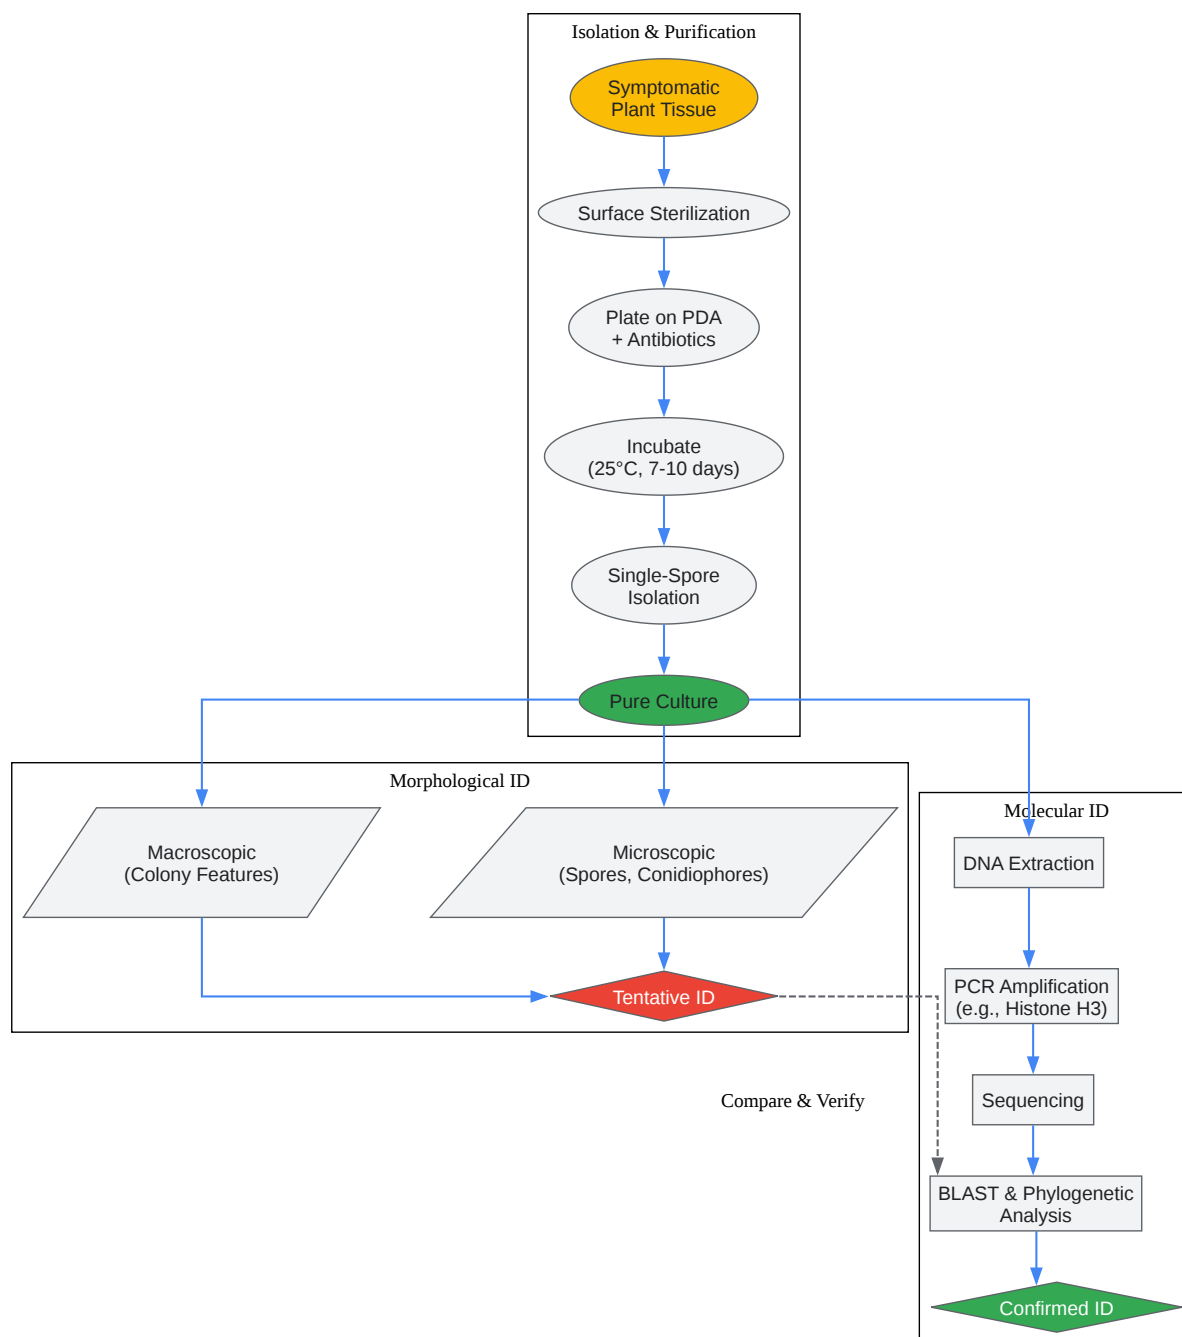 Isolation & Purification
Symptomatic
Plant Tissue
Surface Sterilization
Plate on PDA
+ Antibiotics
Incubate
(25°C, 7-10 days)
Single-Spore
Isolation
Pure Culture
Morphological ID
Macroscopic
(Colony Features)
Microscopic
(Spores, Conidiophores)
Tentative ID
Compare & Verify
Molecular ID
DNA Extraction
PCR Amplification
(e.g., Histone H3)
Sequencing
BLAST & Phylogenetic
Analysis
Confirmed ID